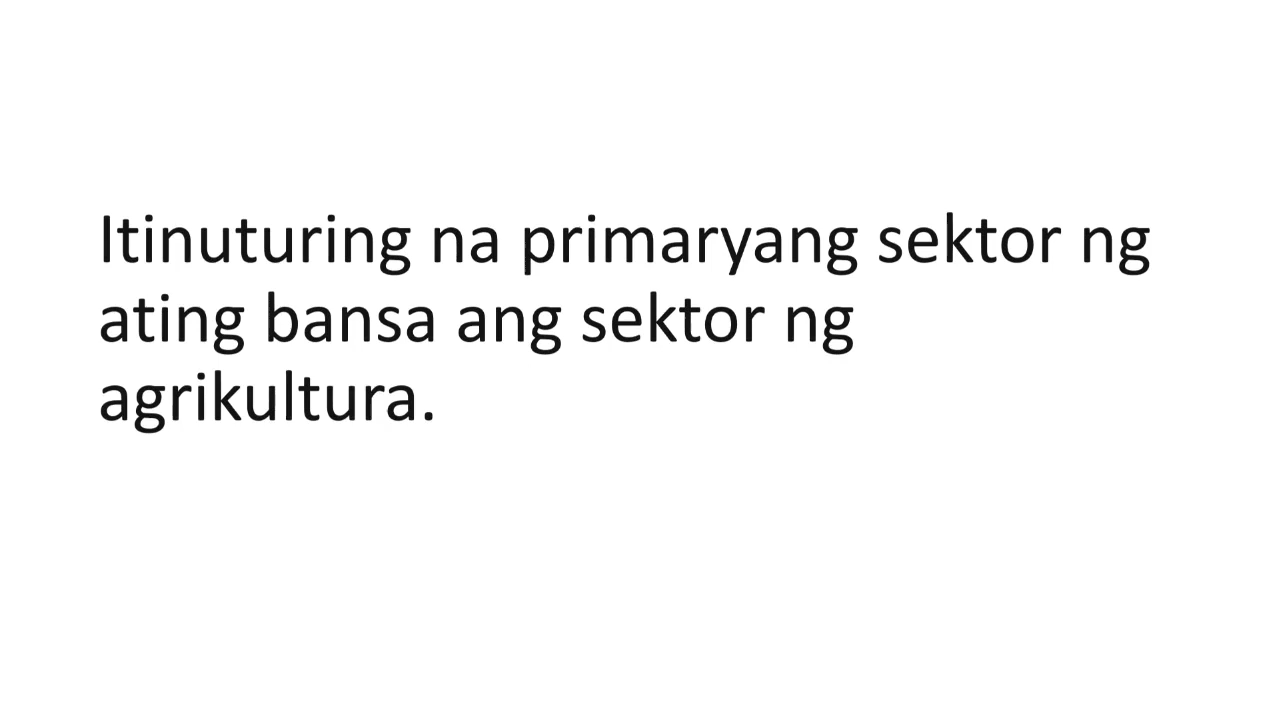 Itinuturing na primaryang sektor ng
ating bansa ang sektor ng
agrikultura.